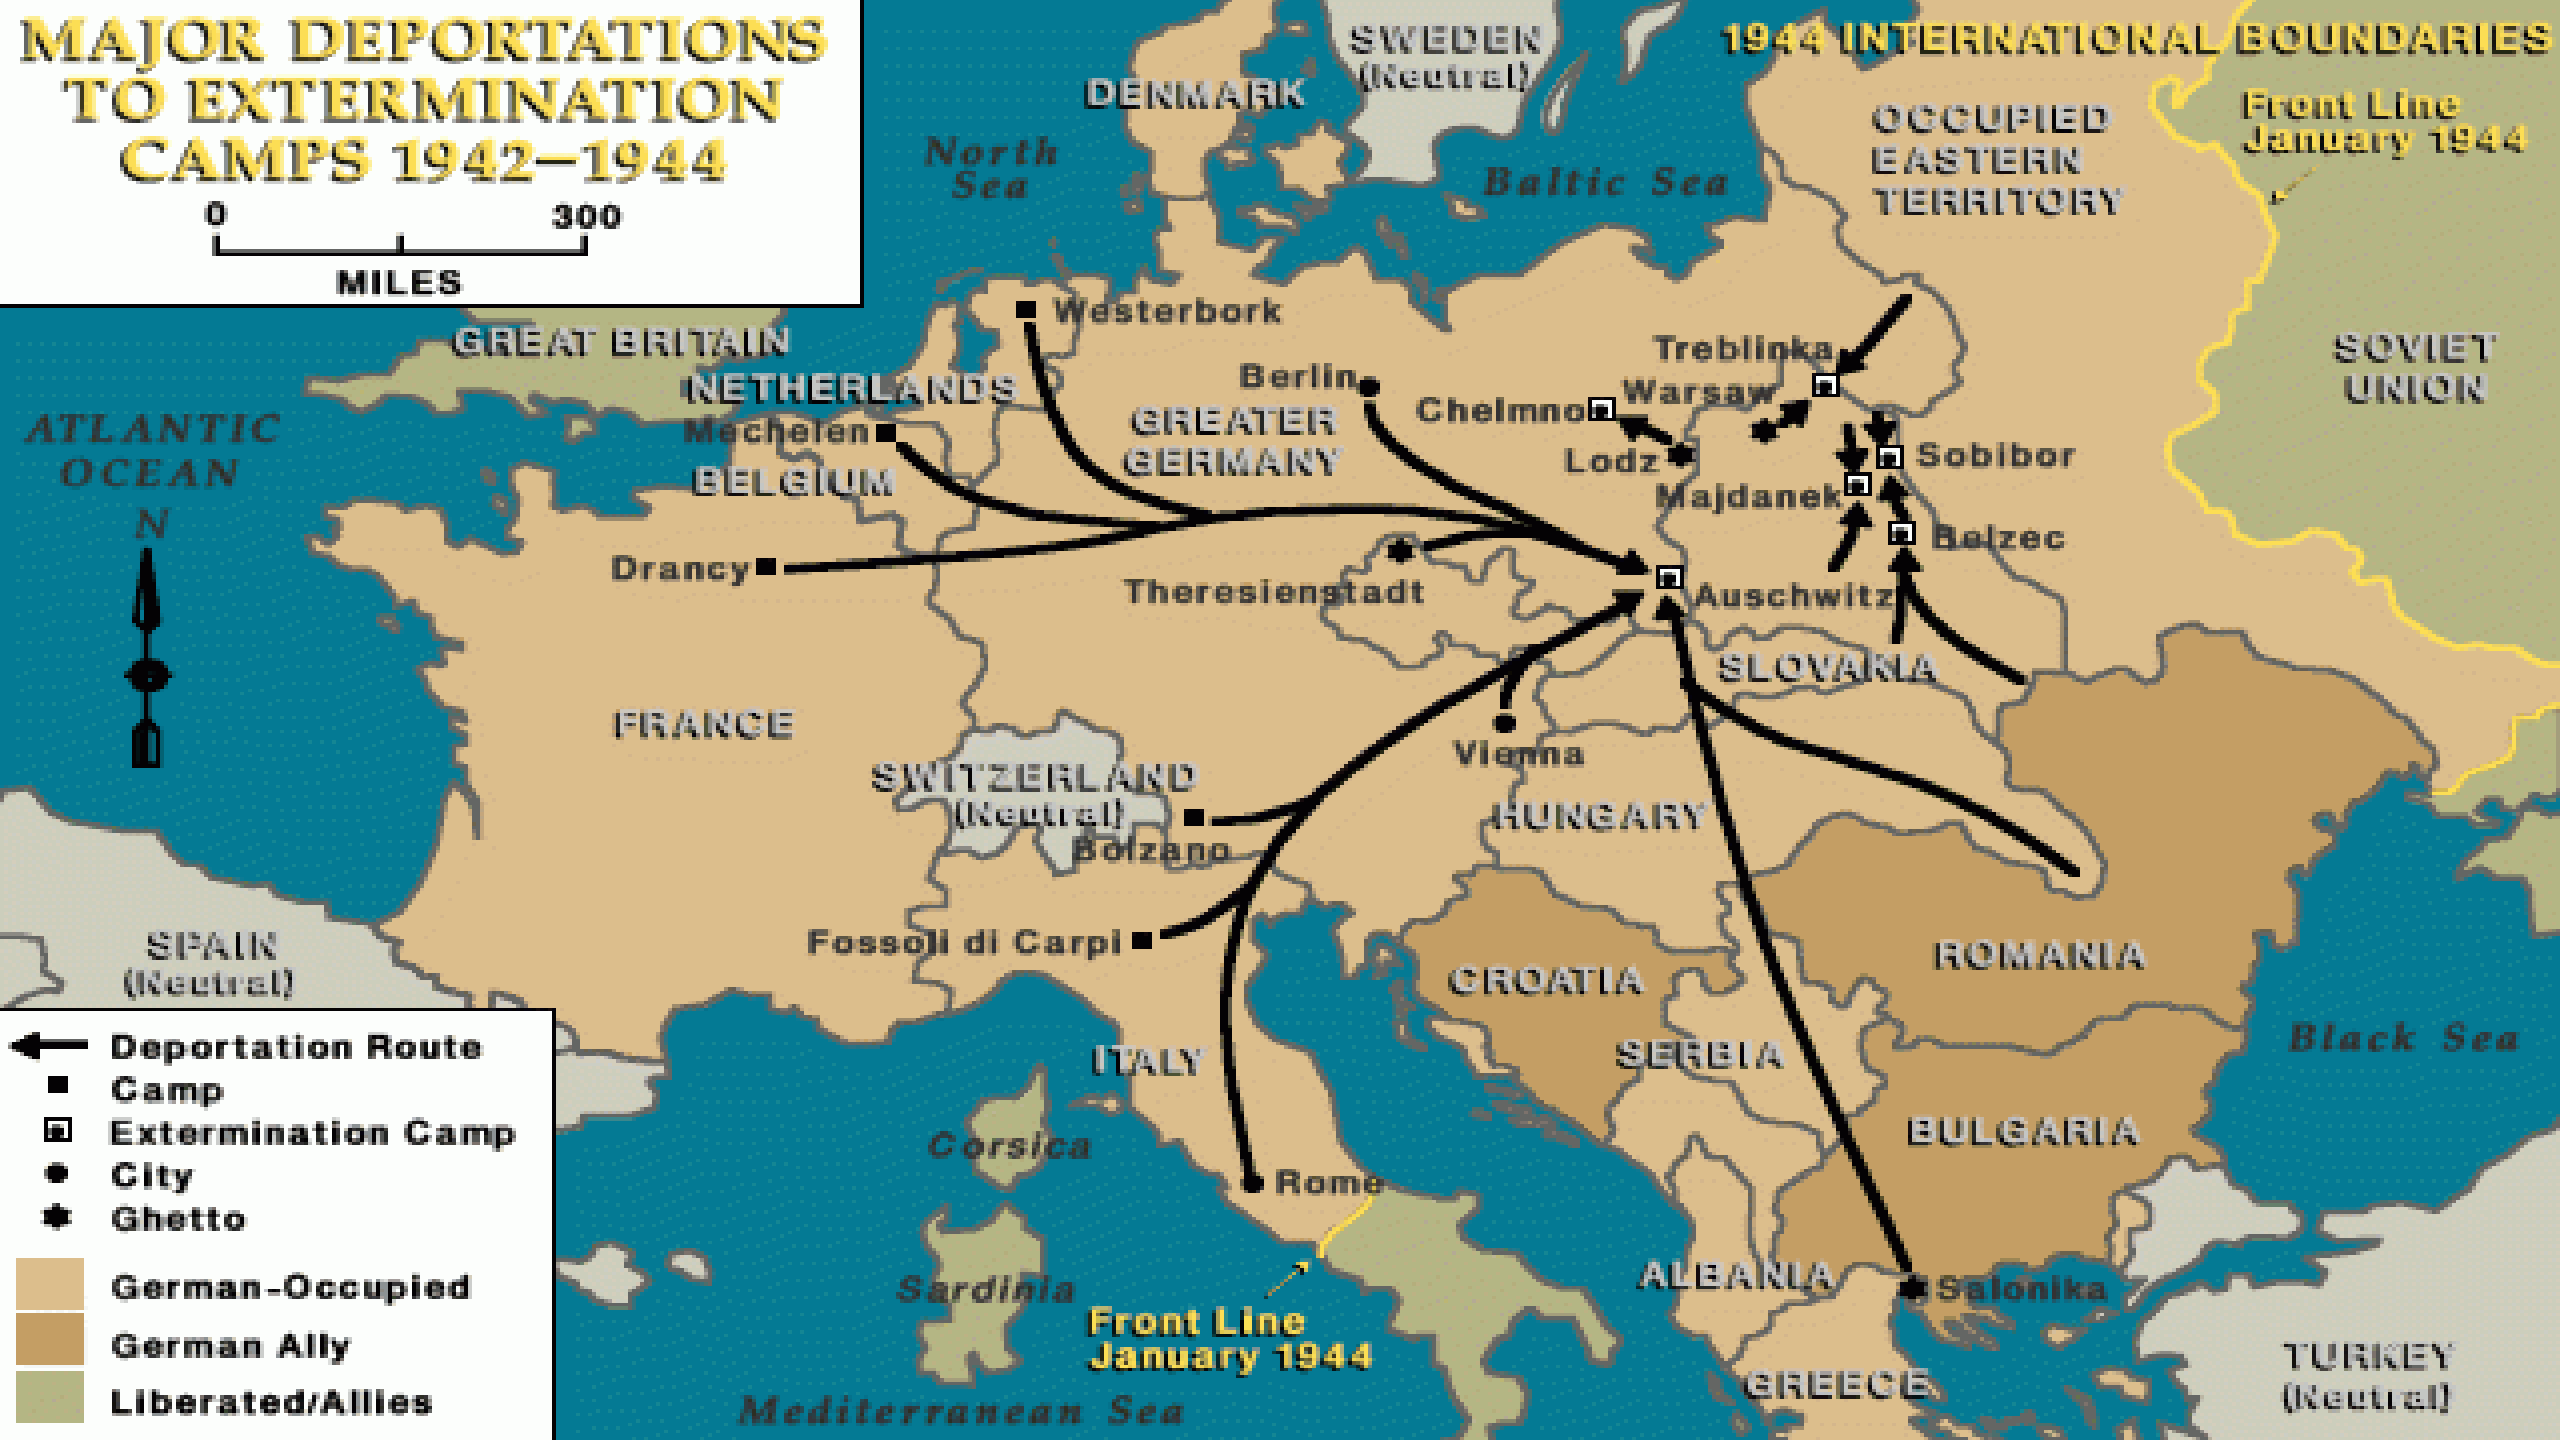 MAJOR DEPORTATIONS
TO EXTERMINATION
CAMPS 1942–1944
0 300
MILES
1944 INTERNATIONAL BOUNDARIES
Front Line
January 1944
SWEDEN
(Neutral)
DENMARK
North
Sea
Baltic Sea
OCCUPIED
EASTERN
TERRITORY
SOVIET
UNION
GREAT BRITAIN
Westerbork
NETHERLANDS
Berlin
Treblinka
Warsaw
Chelmno
GREATER
GERMANY
Mechelen
BELGIUM
Lodz
Sobibor
Majdanek
Belzec
ATLANTIC
OCEAN
N
Drancy
Theresienstadt
Auschwitz
SLOVAKIA
FRANCE
SWITZERLAND
(Neutral)
Vienna
HUNGARY
Bolzano
Fossoli di Carpi
SPAIN
(Neutral)
CROATIA
ROMANIA
SERBIA
ITALY
Black Sea
BULGARIA
Corsica
Rome
Sardinia
ALBANIA
Salonika
Front Line
January 1944
GREECE
TURKEY
(Neutral)
Mediterranean Sea
Deportation Route
Camp
Extermination Camp
City
Ghetto
German-Occupied
German Ally
Liberated/Allies